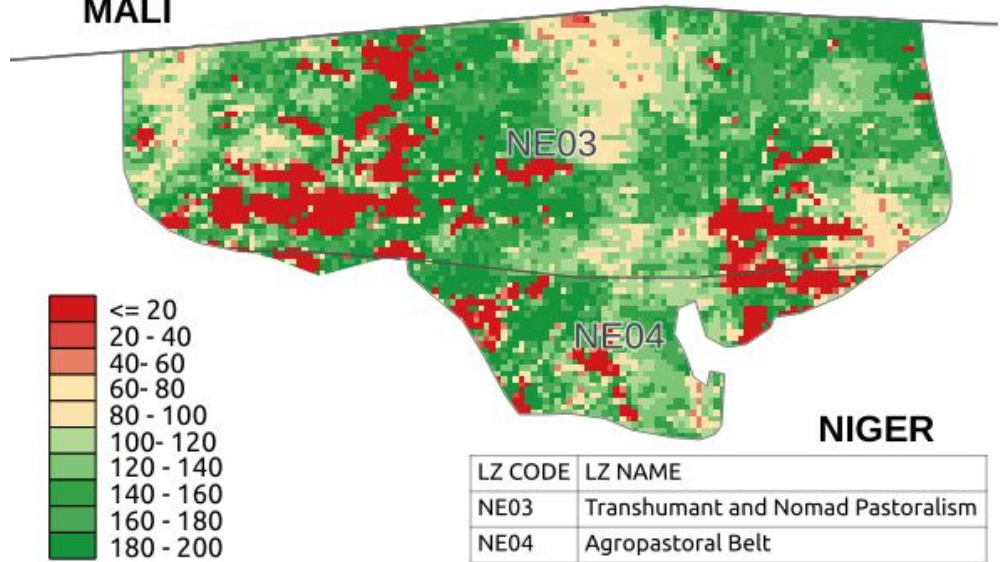 MALI
NE03
NE04
<= 20
20 - 40
40- 60
60- 80
80 - 100
100- 120
120 - 140
140 - 160
160 - 180
180 - 200
NIGER
LZ CODE LZ NAME
NE03 Transhumant and Nomad Pastoralism
NE04 Agropastoral Belt